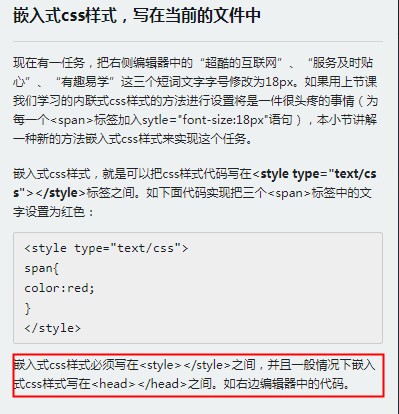 嵌入式css样式，写在当前的文件中
现在有一任务，把右侧编辑器中的“超酷的互联网”、“服务及时贴
心”、“有趣易学”这三个短词文字字号修改为18px。如果用上节课
我们学习的内联式css样式的方法进行设置将是一件很头疼的事情（为
每一个<span>标签加入sytle="font-size:18px"语句），本小节讲解
一种新的方法嵌入式css样式来实现这个任务。
嵌入式css样式，就是可以把css样式代码写在<style type="text/cs
s"></style>标签之间。如下面代码实现把三个<span>标签中的文
字设置为红色：
<style type="text/css">
span{
color:red;
}
</style>
嵌入式css样式必须写在<style></style>之间，并且一般情况下嵌入
式css样式写在<head></head>之间。如右边编辑器中的代码。